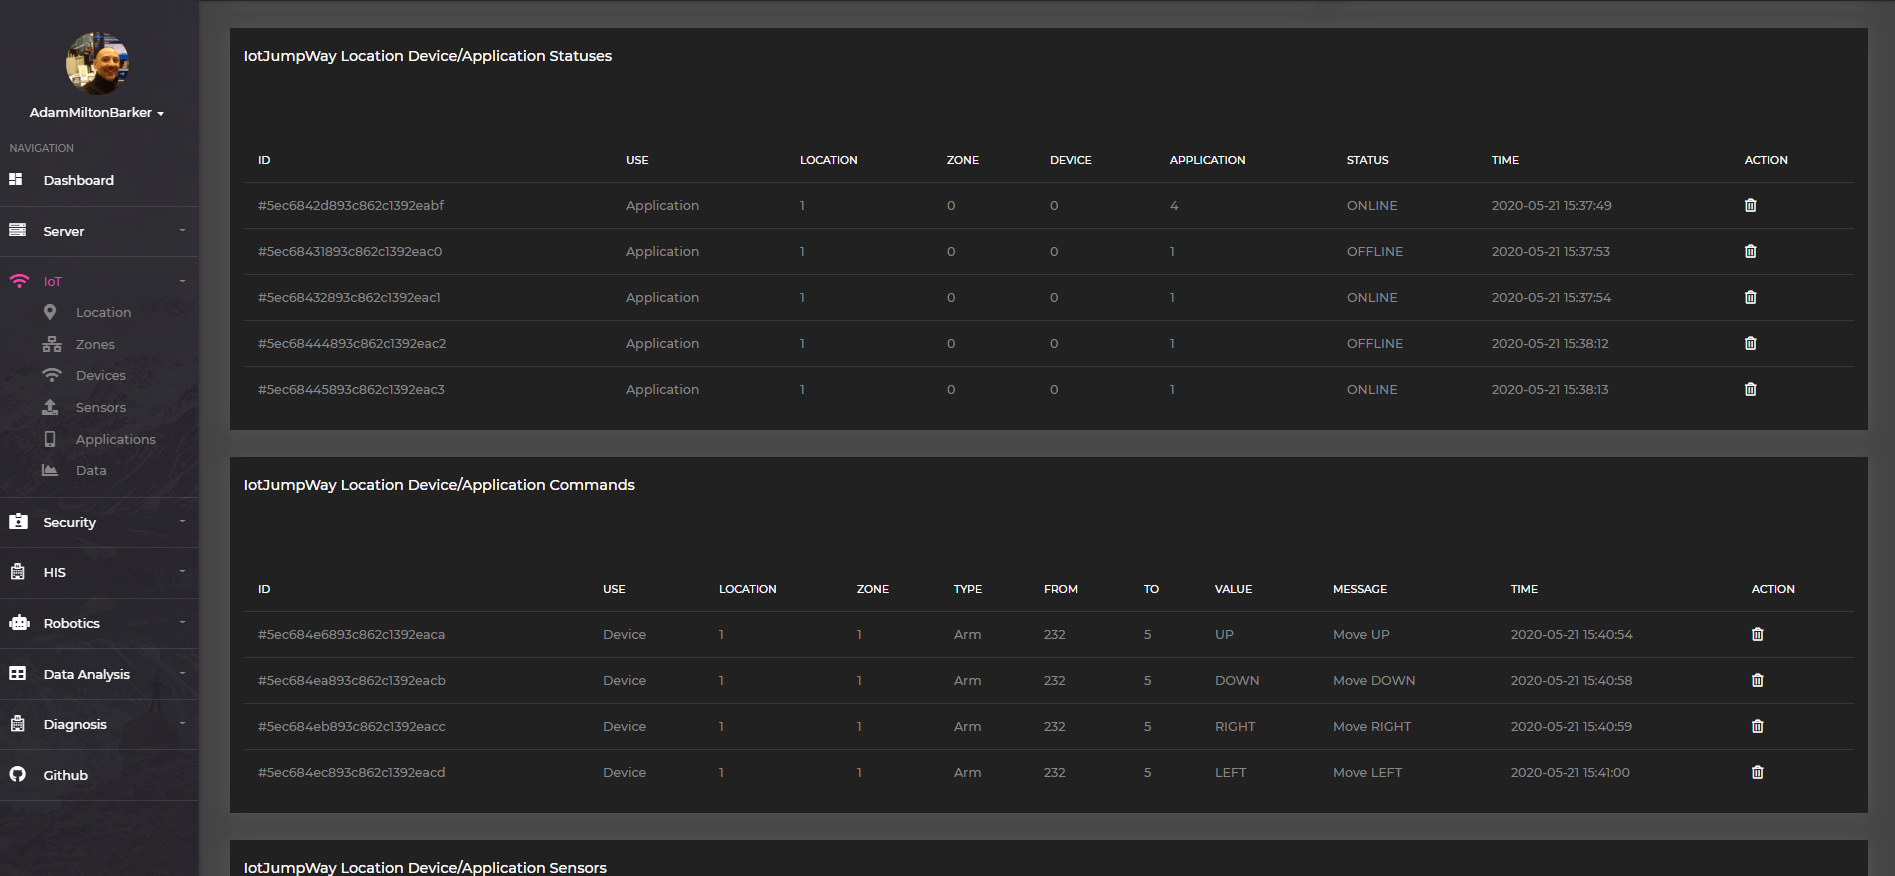 AdamMiltonBarker
NAVIGATION
Dashboard
Server
IoT
Location
Zones
Devices
Sensors
Applications
Data
Security
HIS
Robotics
Data Analysis
Diagnosis
Github
IotJumpWay Location Device/Application Statuses
ID USE LOCATION ZONE DEVICE APPLICATION STATUS TIME ACTION
#5ec6842d893c862c1392eabf Application 1 0 0 4 ONLINE 2020-05-21 15:37:49
#5ec68431893c862c1392eac0 Application 1 0 0 1 OFFLINE 2020-05-21 15:37:53
#5ec68432893c862c1392eac1 Application 1 0 0 1 ONLINE 2020-05-21 15:37:54
#5ec68444893c862c1392eac2 Application 1 0 0 1 OFFLINE 2020-05-21 15:38:12
#5ec68445893c862c1392eac3 Application 1 0 0 1 ONLINE 2020-05-21 15:38:13
IotJumpWay Location Device/Application Commands
ID USE LOCATION ZONE TYPE FROM TO VALUE MESSAGE TIME ACTION
#5ec684e6893c862c1392eaca Device 1 1 Arm 232 5 UP Move UP 2020-05-21 15:40:54
#5ec684ea893c862c1392eacb Device 1 1 Arm 232 5 DOWN Move DOWN 2020-05-21 15:40:58
#5ec684eb893c862c1392eacc Device 1 1 Arm 232 5 RIGHT Move RIGHT 2020-05-21 15:40:59
#5ec684ec893c862c1392eacd Device 1 1 Arm 232 5 LEFT Move LEFT 2020-05-21 15:41:00
IotJumpWay Location Device/Application Sensors